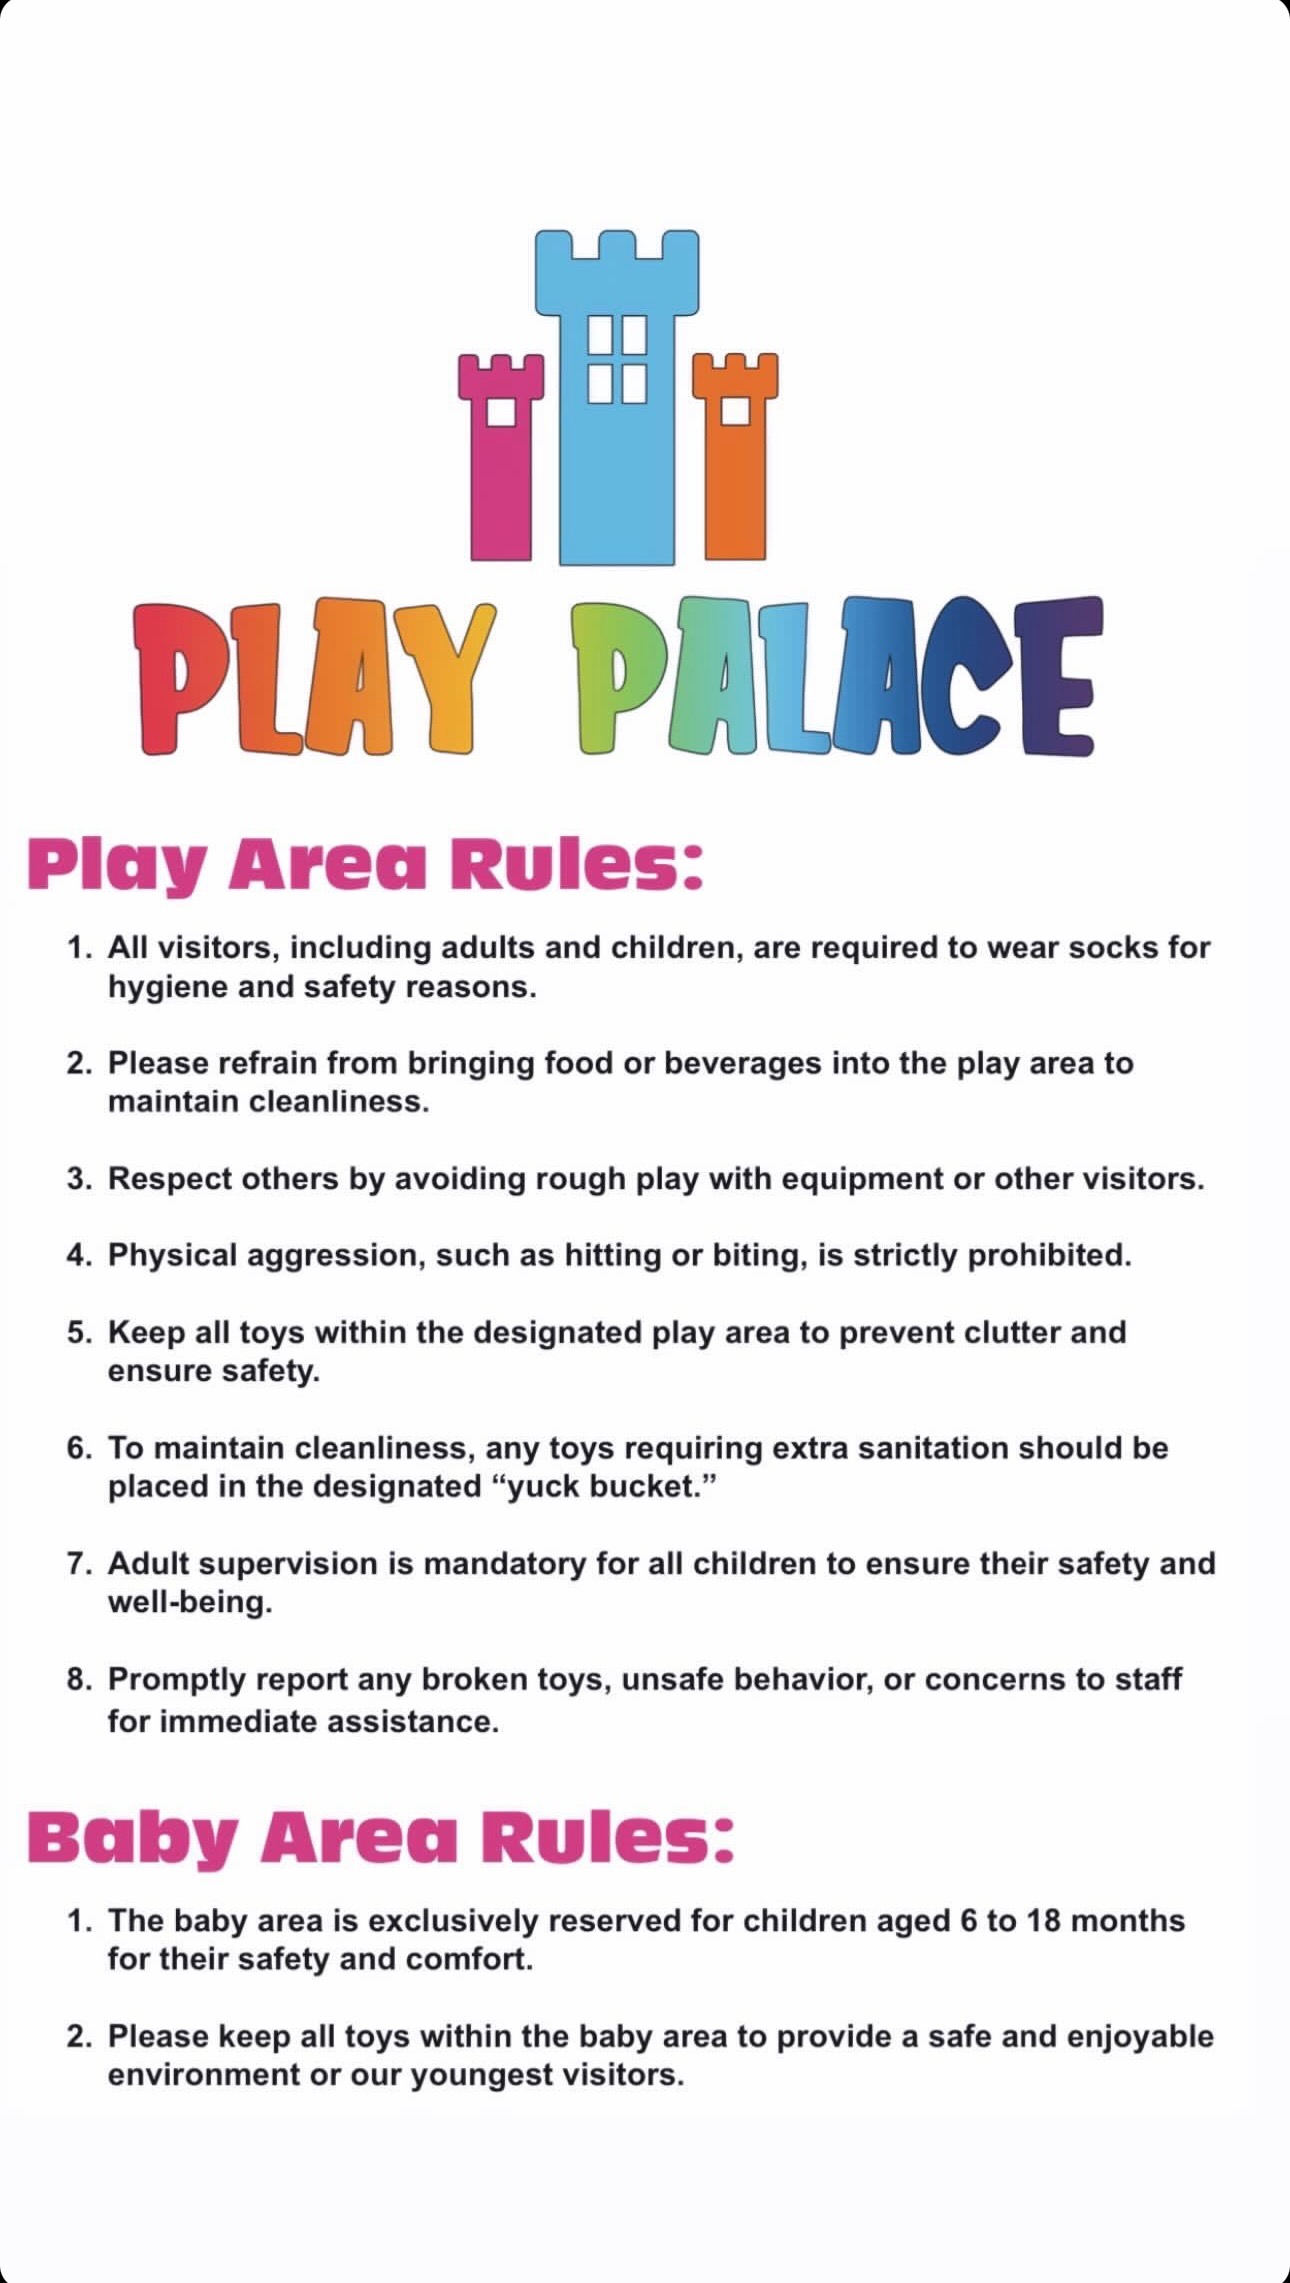 PLAY PALACE
Play Area Rules:
1. All visitors, including adults and children, are required to wear socks for
hygiene and safety reasons.
2. Please refrain from bringing food or beverages into the play area to
maintain cleanliness.
3. Respect others by avoiding rough play with equipment or other visitors.
4. Physical aggression, such as hitting or biting, is strictly prohibited.
5. Keep all toys within the designated play area to prevent clutter and
ensure safety.
6. To maintain cleanliness, any toys requiring extra sanitation should be
placed in the designated “yuck bucket.”
7. Adult supervision is mandatory for all children to ensure their safety and
well-being.
8. Promptly report any broken toys, unsafe behavior, or concerns to staff
for immediate assistance.
Baby Area Rules:
1. The baby area is exclusively reserved for children aged 6 to 18 months
for their safety and comfort.
2. Please keep all toys within the baby area to provide a safe and enjoyable
environment or our youngest visitors.